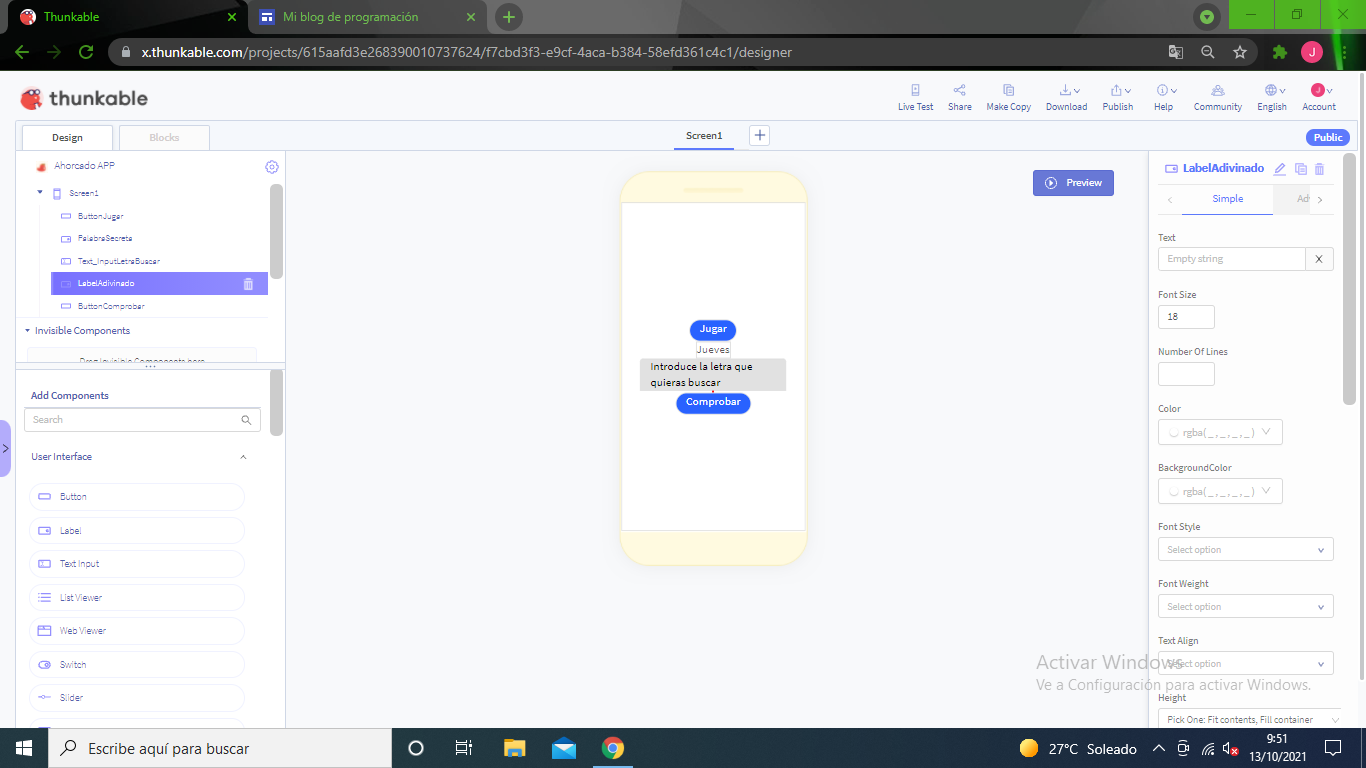 Thunkable
Mi blog de programación
x.thunkable.com/projects/615aafd3e268390010737624/f7cbd3f3-e9cf-4aca-b384-58efd361c4c1/designer
J
thunkable
Live Test
Share
Make Copy
Download
Publish
Help
Community
English
J
Account
Design
Blocks
Screen1
Public
Ahorcado APP
Screen1
ButtonJugar
PalabraSecreta
Text_InputLetraBuscar
LabelAdivinado
ButtonComprobar
Invisible Components
Drag Invisible Components here
Add Components
Search
User Interface
Button
Label
Text Input
List Viewer
Web Viewer
Switch
Slider
Preview
Jugar
Jueves
Introduce la letra que
quieras buscar
Comprobar
LabelAdivinado
Simple
Adv
Text
Empty string
X
Font Size
18
Number Of Lines
Color
rgba( _ , _ , _ , _ )
BackgroundColor
rgba( _ , _ , _ , _ )
Font Style
Select option
Font Weight
Select option
Text Align
Select option
Height
Pick One: Fit contents, Fill container
Activar Windows
Ve a Configuración para activar Windows.
Escribe aquí para buscar
27°C Soleado
9:51
13/10/2021